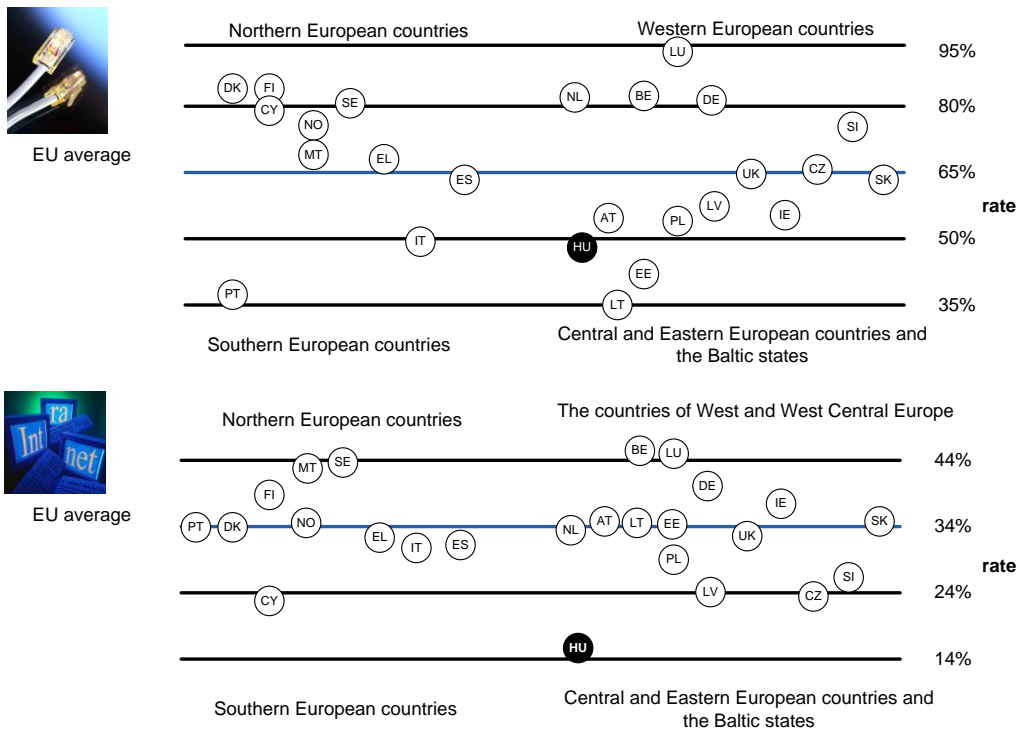 Northern European countries
Western European countries
LU
95%
DK
FI
CY
SE
NL
BE
DE
80%
NO
SI
MT
EL
EU average
ES
UK
CZ
SK
65%
rate
AT
PL
LV
IE
IT
HU
50%
EE
PT
LT
35%
Southern European countries
Central and Eastern European countries and
the Baltic states
Northern European countries
The countries of West and West Central Europe
MT
SE
BE
LU
44%
FI
DE
IE
EU average
PT
DK
NO
NL
AT
LT
EE
UK
SK
34%
EL
IT
ES
PL
rate
CY
LV
CZ
SI
24%
HU
14%
Southern European countries
Central and Eastern European countries and
the Baltic states
Int
ra
net